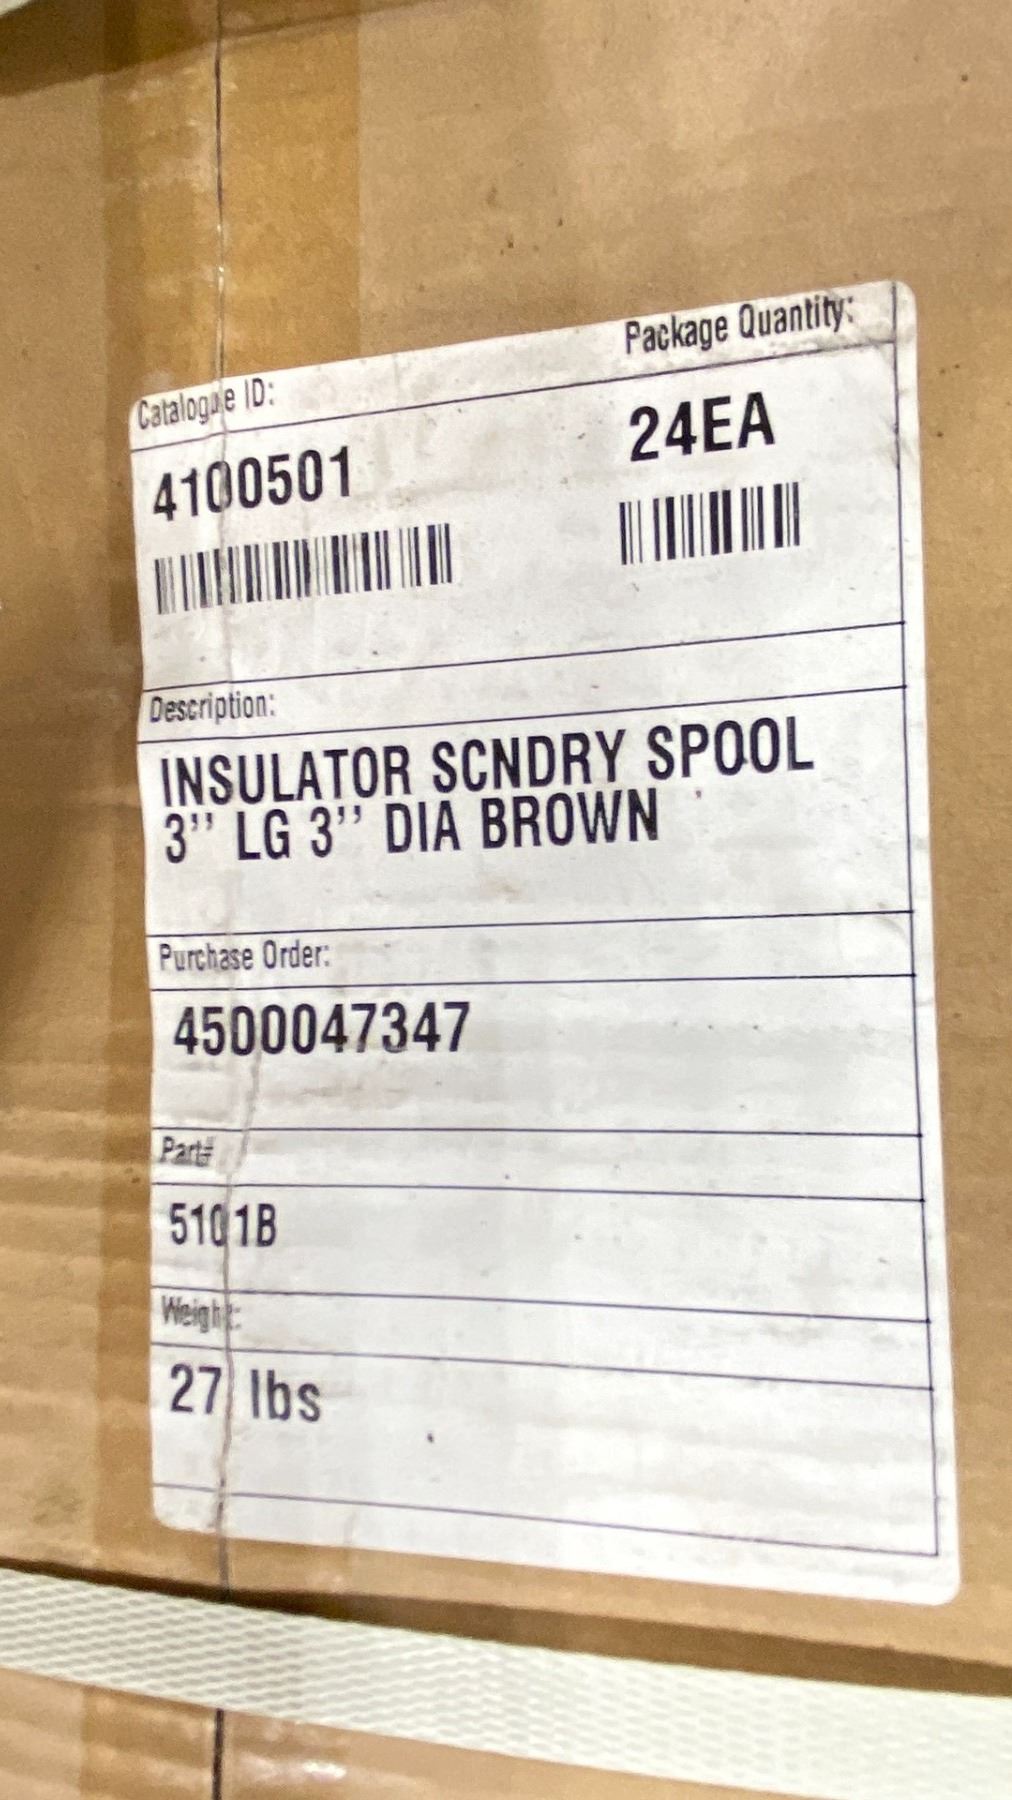 Catalogue ID:
Package Quantity:
4100501
24EA
Description:
INSULATOR SCNDRY SPOOL
3'' LG 3'' DIA BROWN
Purchase Order:
4500047347
Part#
5101B
Weight:
27 lbs